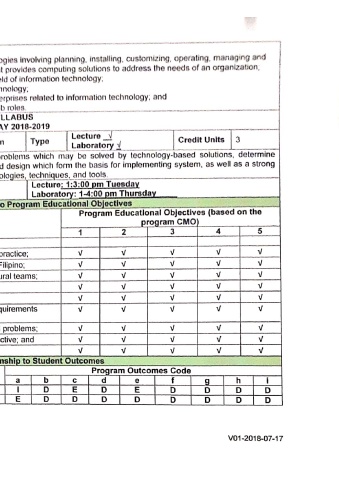 ogies involving planning, installing, customizing, operating, managing and
t provides computing solutions to address the needs of an organization,
eld of information technology;
nology;
erprises related to information technology; and
b roles.
LLABUS
AY 2018-2019
n Type Lecture √ Laboratory √ Credit Units 3
problems which may be solved by technology-based solutions, determine
d design which form the basis for implementing system, as well as a strong
ologies, techniques, and tools.
Lecture: 1:3:00 pm Tuesday
Laboratory: 1-4:00 pm Thursday
o Program Educational Objectives
Program Educational Objectives (based on the
program CMO)
1 2 3 4 5
practice; √ √ √ √ √
Filipino; √ √ √ √ √
ural teams; √ √ √ √ √
√ √ √ √ √
quirements √ √ √ √ √
problems; √ √ √ √ √
ctive; and √ √ √ √ √
√ √ √ √ √
nship to Student Outcomes
Program Outcomes Code
a b c d e f g h i
I D E D E D D D D
E D D D D D D D D
V01-2018-07-17